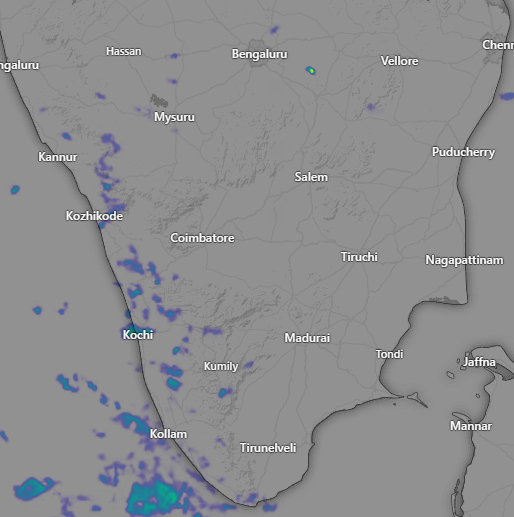 Hassan
Bengaluru
Chenn
ngaluru
Vellore
Mysuru
Kannur
Puducherry
Salem
Kozhikode
Coimbatore
Tiruchi
Nagapattinam
Kochi
Madurai
Tondi
Kumily
Jaffna
Mannar
Kollam
Tirunelveli